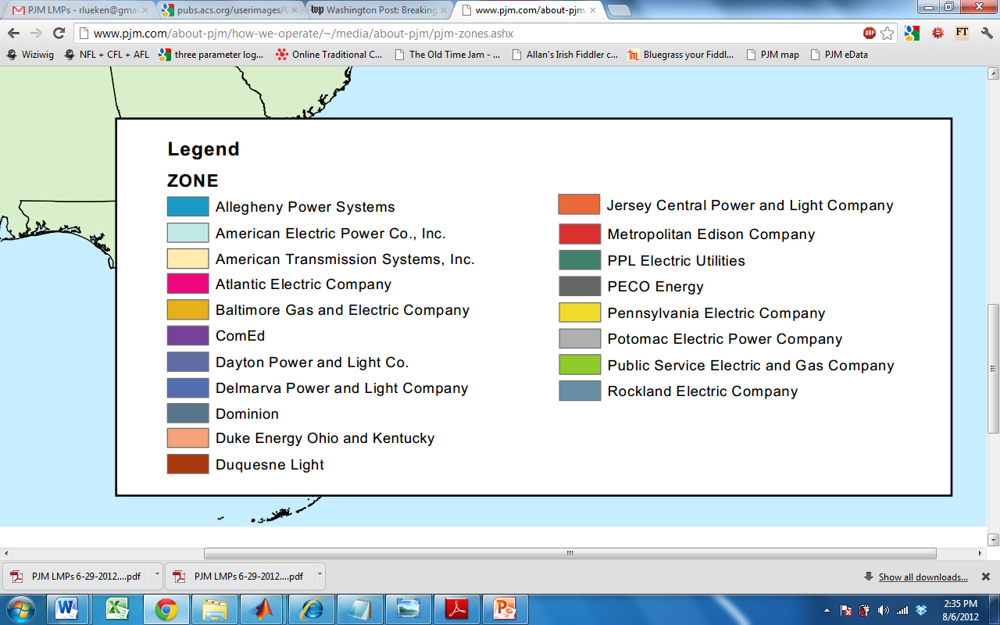 PJM LMPs - rlueken@gmai
pubs.acs.org/userimages/
Washington Post: Breaking
www.pjm.com/about-pjm
www.pjm.com/about-pjm/how-we-operate/~/media/about-pjm/pjm-zones.ashx
ABP
FT
Wiziwig
NFL + CFL + AFL
three parameter log...
Online Traditional C...
The Old Time Jam - ...
Allan's Irish Fiddler c...
Bluegrass your Fiddl...
PJM map
PJM eData
Legend
ZONE
Allegheny Power Systems
American Electric Power Co., Inc.
American Transmission Systems, Inc.
Atlantic Electric Company
Baltimore Gas and Electric Company
ComEd
Dayton Power and Light Co.
Delmarva Power and Light Company
Dominion
Duke Energy Ohio and Kentucky
Duquesne Light
Jersey Central Power and Light Company
Metropolitan Edison Company
PPL Electric Utilities
PECO Energy
Pennsylvania Electric Company
Potomac Electric Power Company
Public Service Electric and Gas Company
Rockland Electric Company
PJM LMPs 6-29-2012....pdf
PJM LMPs 6-29-2012....pdf
Show all downloads...
2:35 PM
8/6/2012